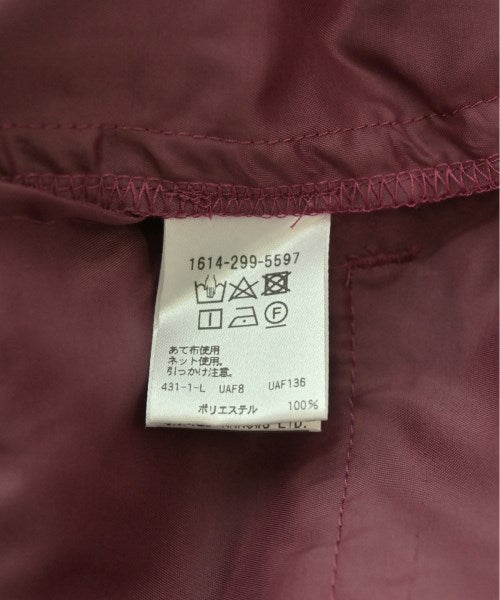 1614-299-5597
あて布使用
ネット使用。
引っかけ注意。
431-1-L UAF8 UAF136
ポリエステル 100%
LTD.